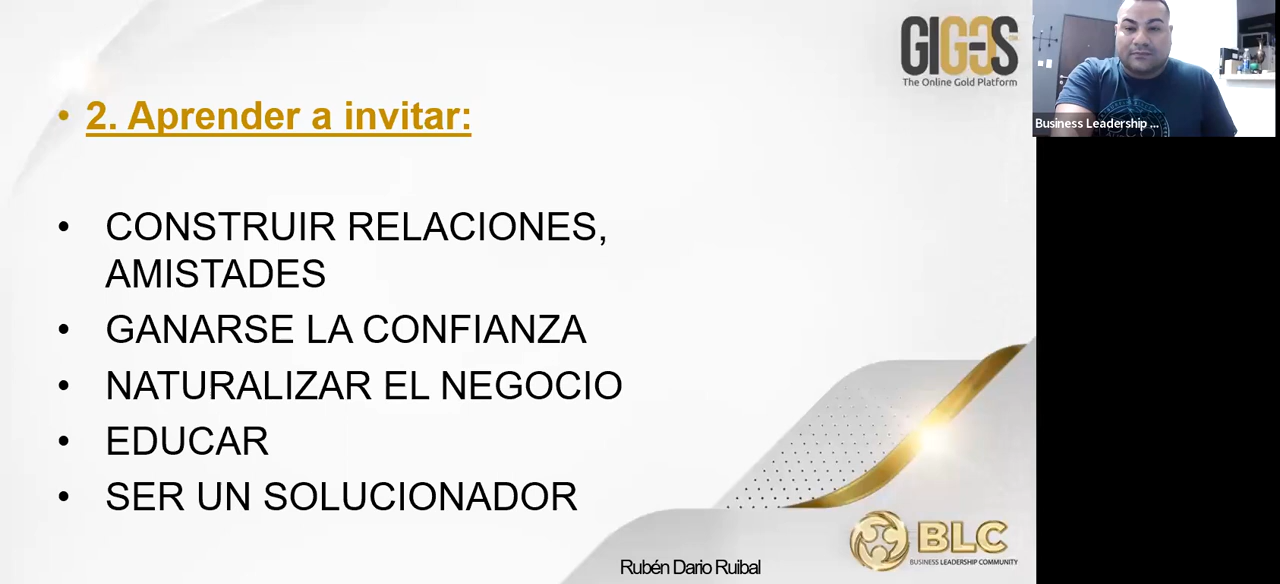 GIGOS
The Online Gold Platform
Business Leadership ...
• 2. Aprender a invitar:
• CONSTRUIR RELACIONES,
AMISTADES
• GANARSE LA CONFIANZA
• NATURALIZAR EL NEGOCIO
• EDUCAR
• SER UN SOLUCIONADOR
BLC
BUSINESS LEADERSHIP COMMUNITY
Rubén Dario Ruibal